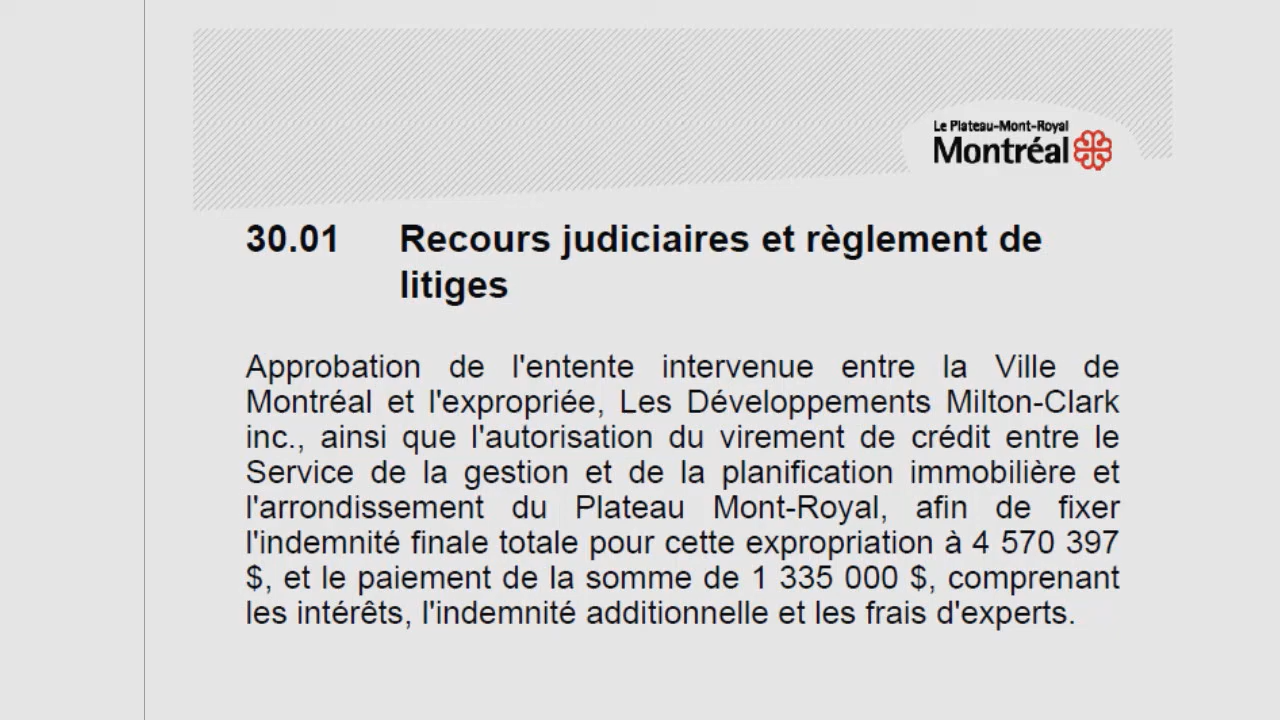 Le Plateau-Mont-Royal
Montréal
30.01 Recours judiciaires et règlement de
litiges
Approbation de l'entente intervenue entre la Ville de
Montréal et l'expropriée, Les Développements Milton-Clark
inc., ainsi que l'autorisation du virement de crédit entre le
Service de la gestion et de la planification immobilière et
l'arrondissement du Plateau Mont-Royal, afin de fixer
l'indemnité finale totale pour cette expropriation à 4 570 397
$, et le paiement de la somme de 1 335 000 $, comprenant
les intérêts, l'indemnité additionnelle et les frais d'experts.